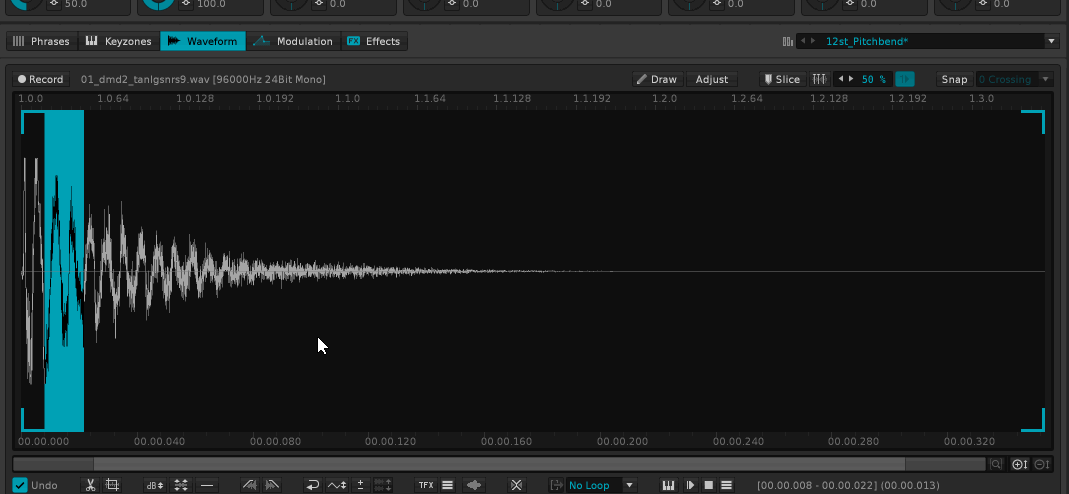 50.0 100.0 0.0 0.0 0.0 0.0 0.0 0.0
Phrases Keyzones Waveform Modulation FX Effects 12st_Pitchbend*
Record 01_dmd2_tanlgsnrs9.wav [96000Hz 24Bit Mono] Draw Adjust Slice 50 % Snap 0 Crossing
1.0.0 1.0.64 1.0.128 1.0.192 1.1.0 1.1.64 1.1.128 1.1.192 1.2.0 1.2.64 1.2.128 1.2.192 1.3.0
00.00.000 00.00.040 00.00.080 00.00.120 00.00.160 00.00.200 00.00.240 00.00.280 00.00.320
Undo dB TFX No Loop [00.00.008 - 00.00.022] (00.00.013)